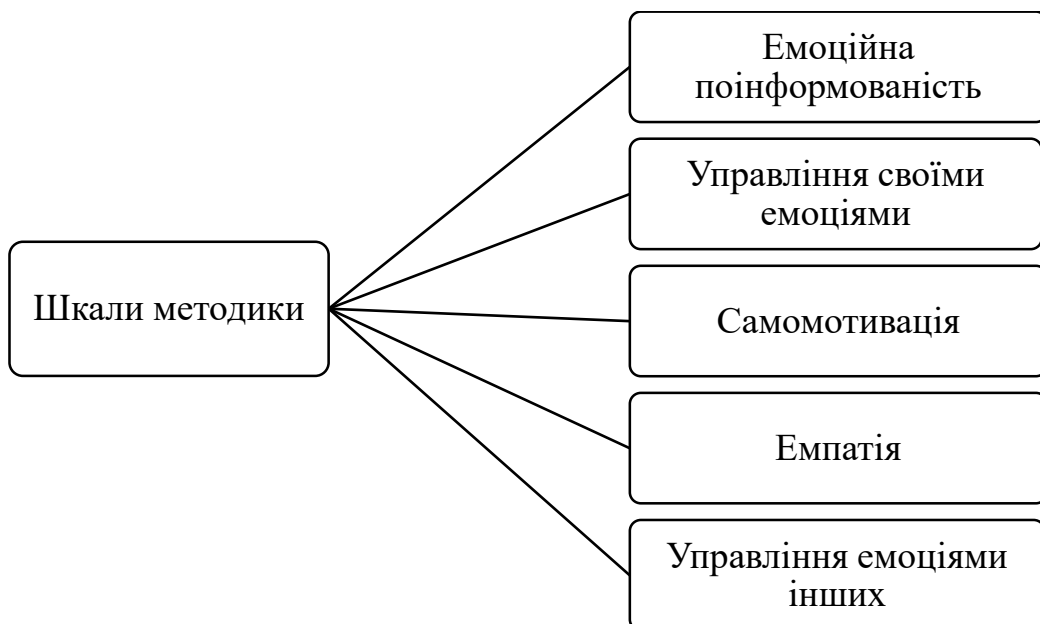 Емоційна
поінформованість
Управління своїми
емоціями
Шкали методики
Самомотивація
Емпатія
Управління емоціями
інших